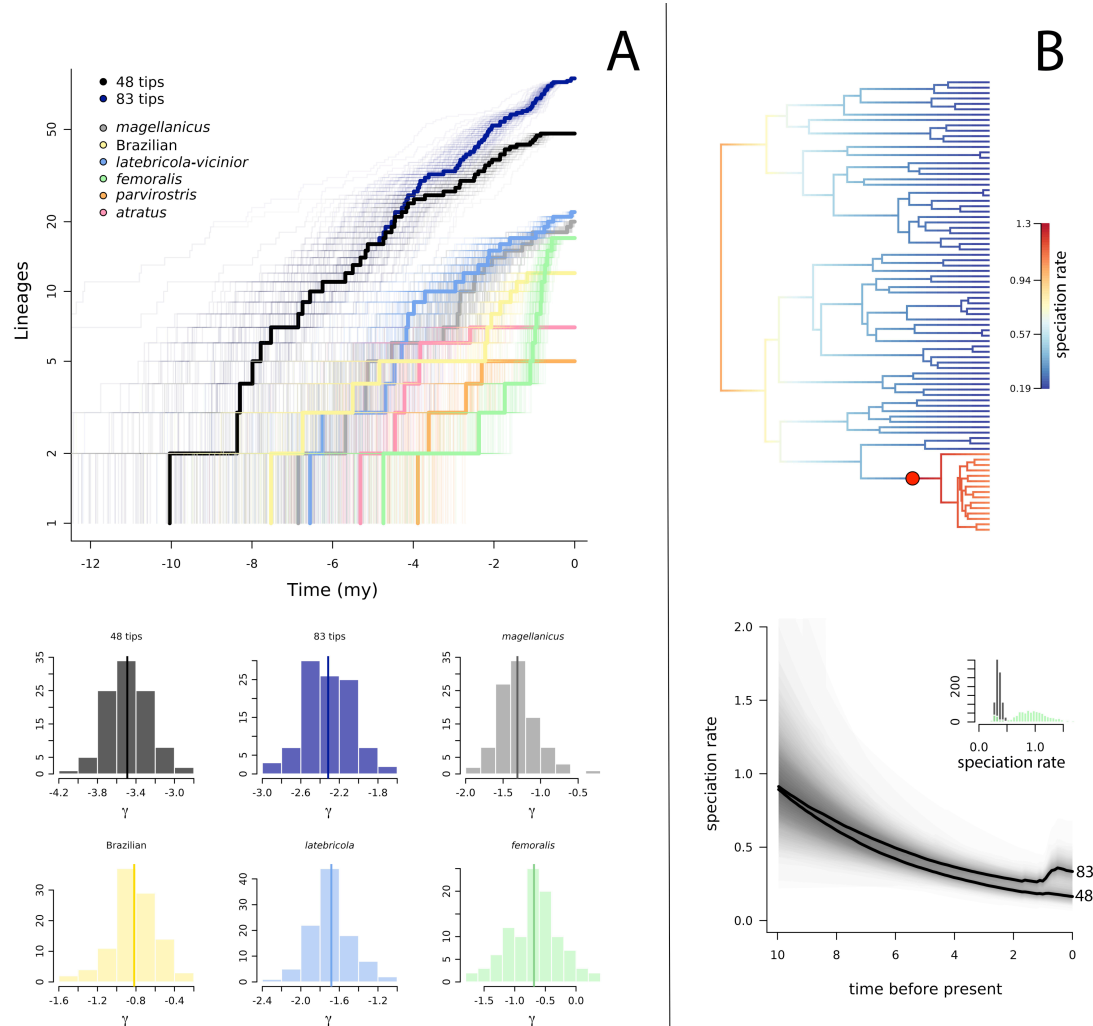 A
48 tips
83 tips
magellanicus
Brazilian
latebricola-vicinior
femoralis
parvirostris
atratus
Lineages
50
20
10
5
2
1
-12 -10 -8 -6 -4 -2 0
Time (my)
48 tips
35
25
15
5
0
-4.2 -3.8 -3.4 -3.0
γ
83 tips
25
15
5
0
-3.0 -2.6 -2.2 -1.8
γ
magellanicus
35
25
15
5
0
-2.0 -1.5 -1.0 -0.5
γ
Brazilian
30
20
10
0
-1.6 -1.2 -0.8 -0.4
γ
latebricola
40
30
20
10
0
-2.4 -2.0 -1.6 -1.2
γ
femoralis
20
10
5
0
-1.5 -1.0 -0.5 0.0
γ
B
1.3
0.94
0.57
0.19
speciation rate
speciation rate
2.0
1.5
1.0
0.5
0.0
200
0
0.0 1.0
speciation rate
83
48
10 8 6 4 2 0
time before present